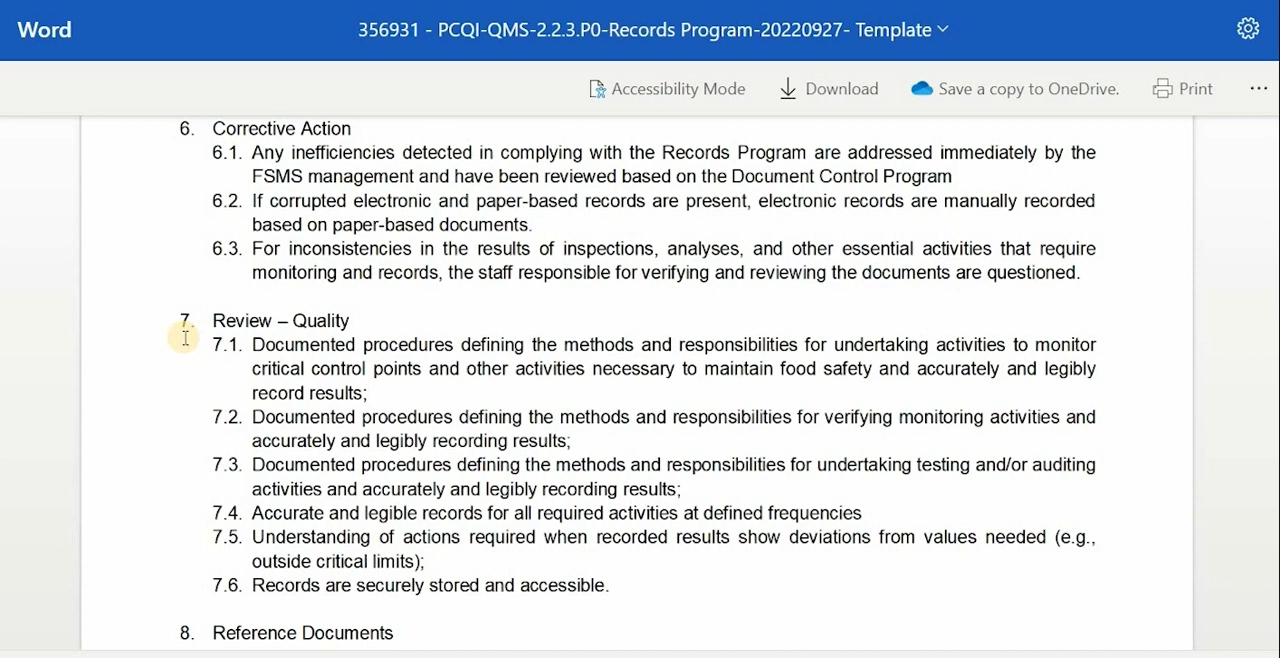 Word
356931 - PCQI-QMS-2.2.3.P0-Records Program-20220927- Template
Accessibility Mode
Download
Save a copy to OneDrive.
Print
6. Corrective Action
6.1. Any inefficiencies detected in complying with the Records Program are addressed immediately by the
FSMS management and have been reviewed based on the Document Control Program
6.2. If corrupted electronic and paper-based records are present, electronic records are manually recorded
based on paper-based documents.
6.3. For inconsistencies in the results of inspections, analyses, and other essential activities that require
monitoring and records, the staff responsible for verifying and reviewing the documents are questioned.
7. Review – Quality
7.1. Documented procedures defining the methods and responsibilities for undertaking activities to monitor
critical control points and other activities necessary to maintain food safety and accurately and legibly
record results;
7.2. Documented procedures defining the methods and responsibilities for verifying monitoring activities and
accurately and legibly recording results;
7.3. Documented procedures defining the methods and responsibilities for undertaking testing and/or auditing
activities and accurately and legibly recording results;
7.4. Accurate and legible records for all required activities at defined frequencies
7.5. Understanding of actions required when recorded results show deviations from values needed (e.g.,
outside critical limits);
7.6. Records are securely stored and accessible.
8. Reference Documents